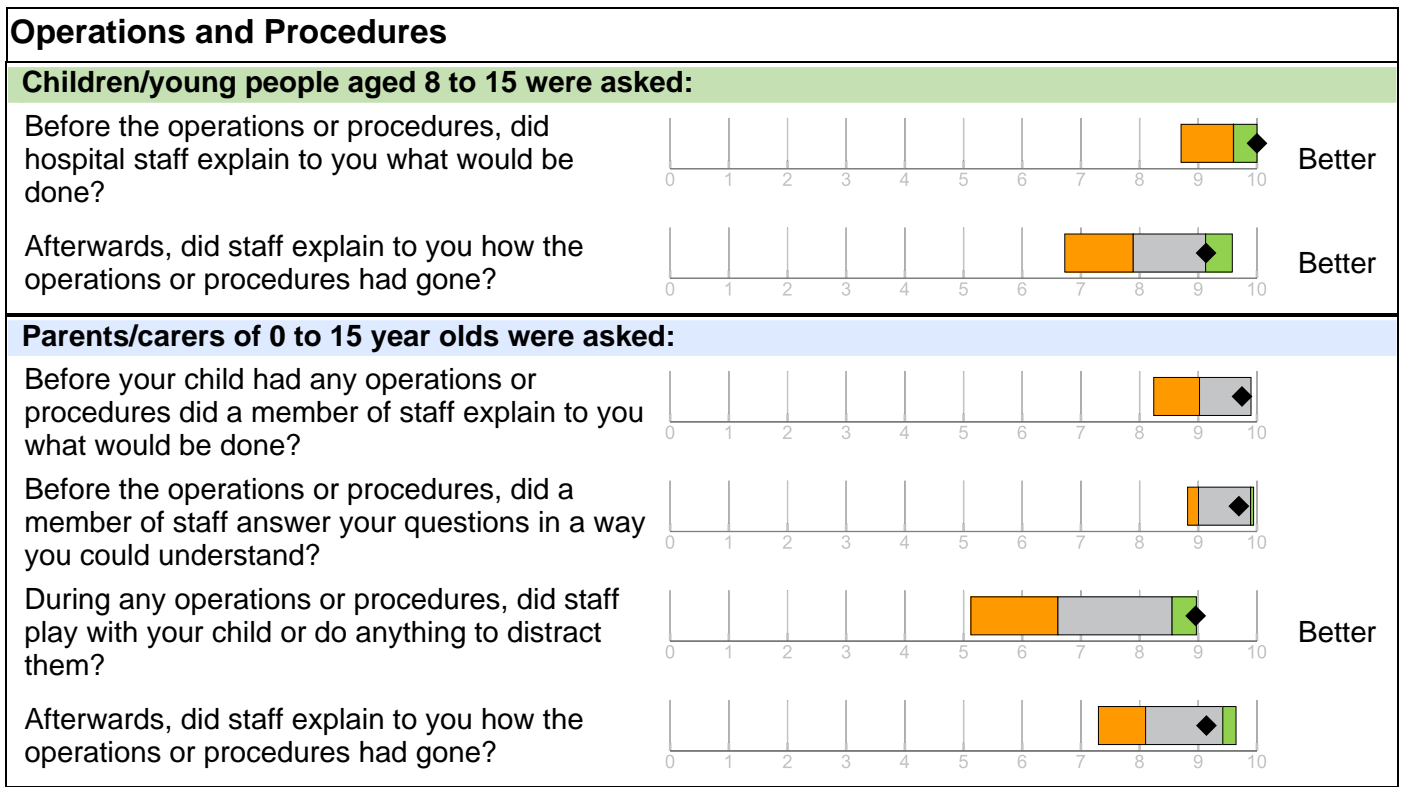 Operations and Procedures
Children/young people aged 8 to 15 were asked:
Before the operations or procedures, did
hospital staff explain to you what would be
done?
0 1 2 3 4 5 6 7 8 9 10
Better
Afterwards, did staff explain to you how the
operations or procedures had gone?
0 1 2 3 4 5 6 7 8 9 10
Better
Parents/carers of 0 to 15 year olds were asked:
Before your child had any operations or
procedures did a member of staff explain to you
what would be done?
0 1 2 3 4 5 6 7 8 9 10
Before the operations or procedures, did a
member of staff answer your questions in a way
you could understand?
0 1 2 3 4 5 6 7 8 9 10
During any operations or procedures, did staff
play with your child or do anything to distract
them?
0 1 2 3 4 5 6 7 8 9 10
Better
Afterwards, did staff explain to you how the
operations or procedures had gone?
0 1 2 3 4 5 6 7 8 9 10